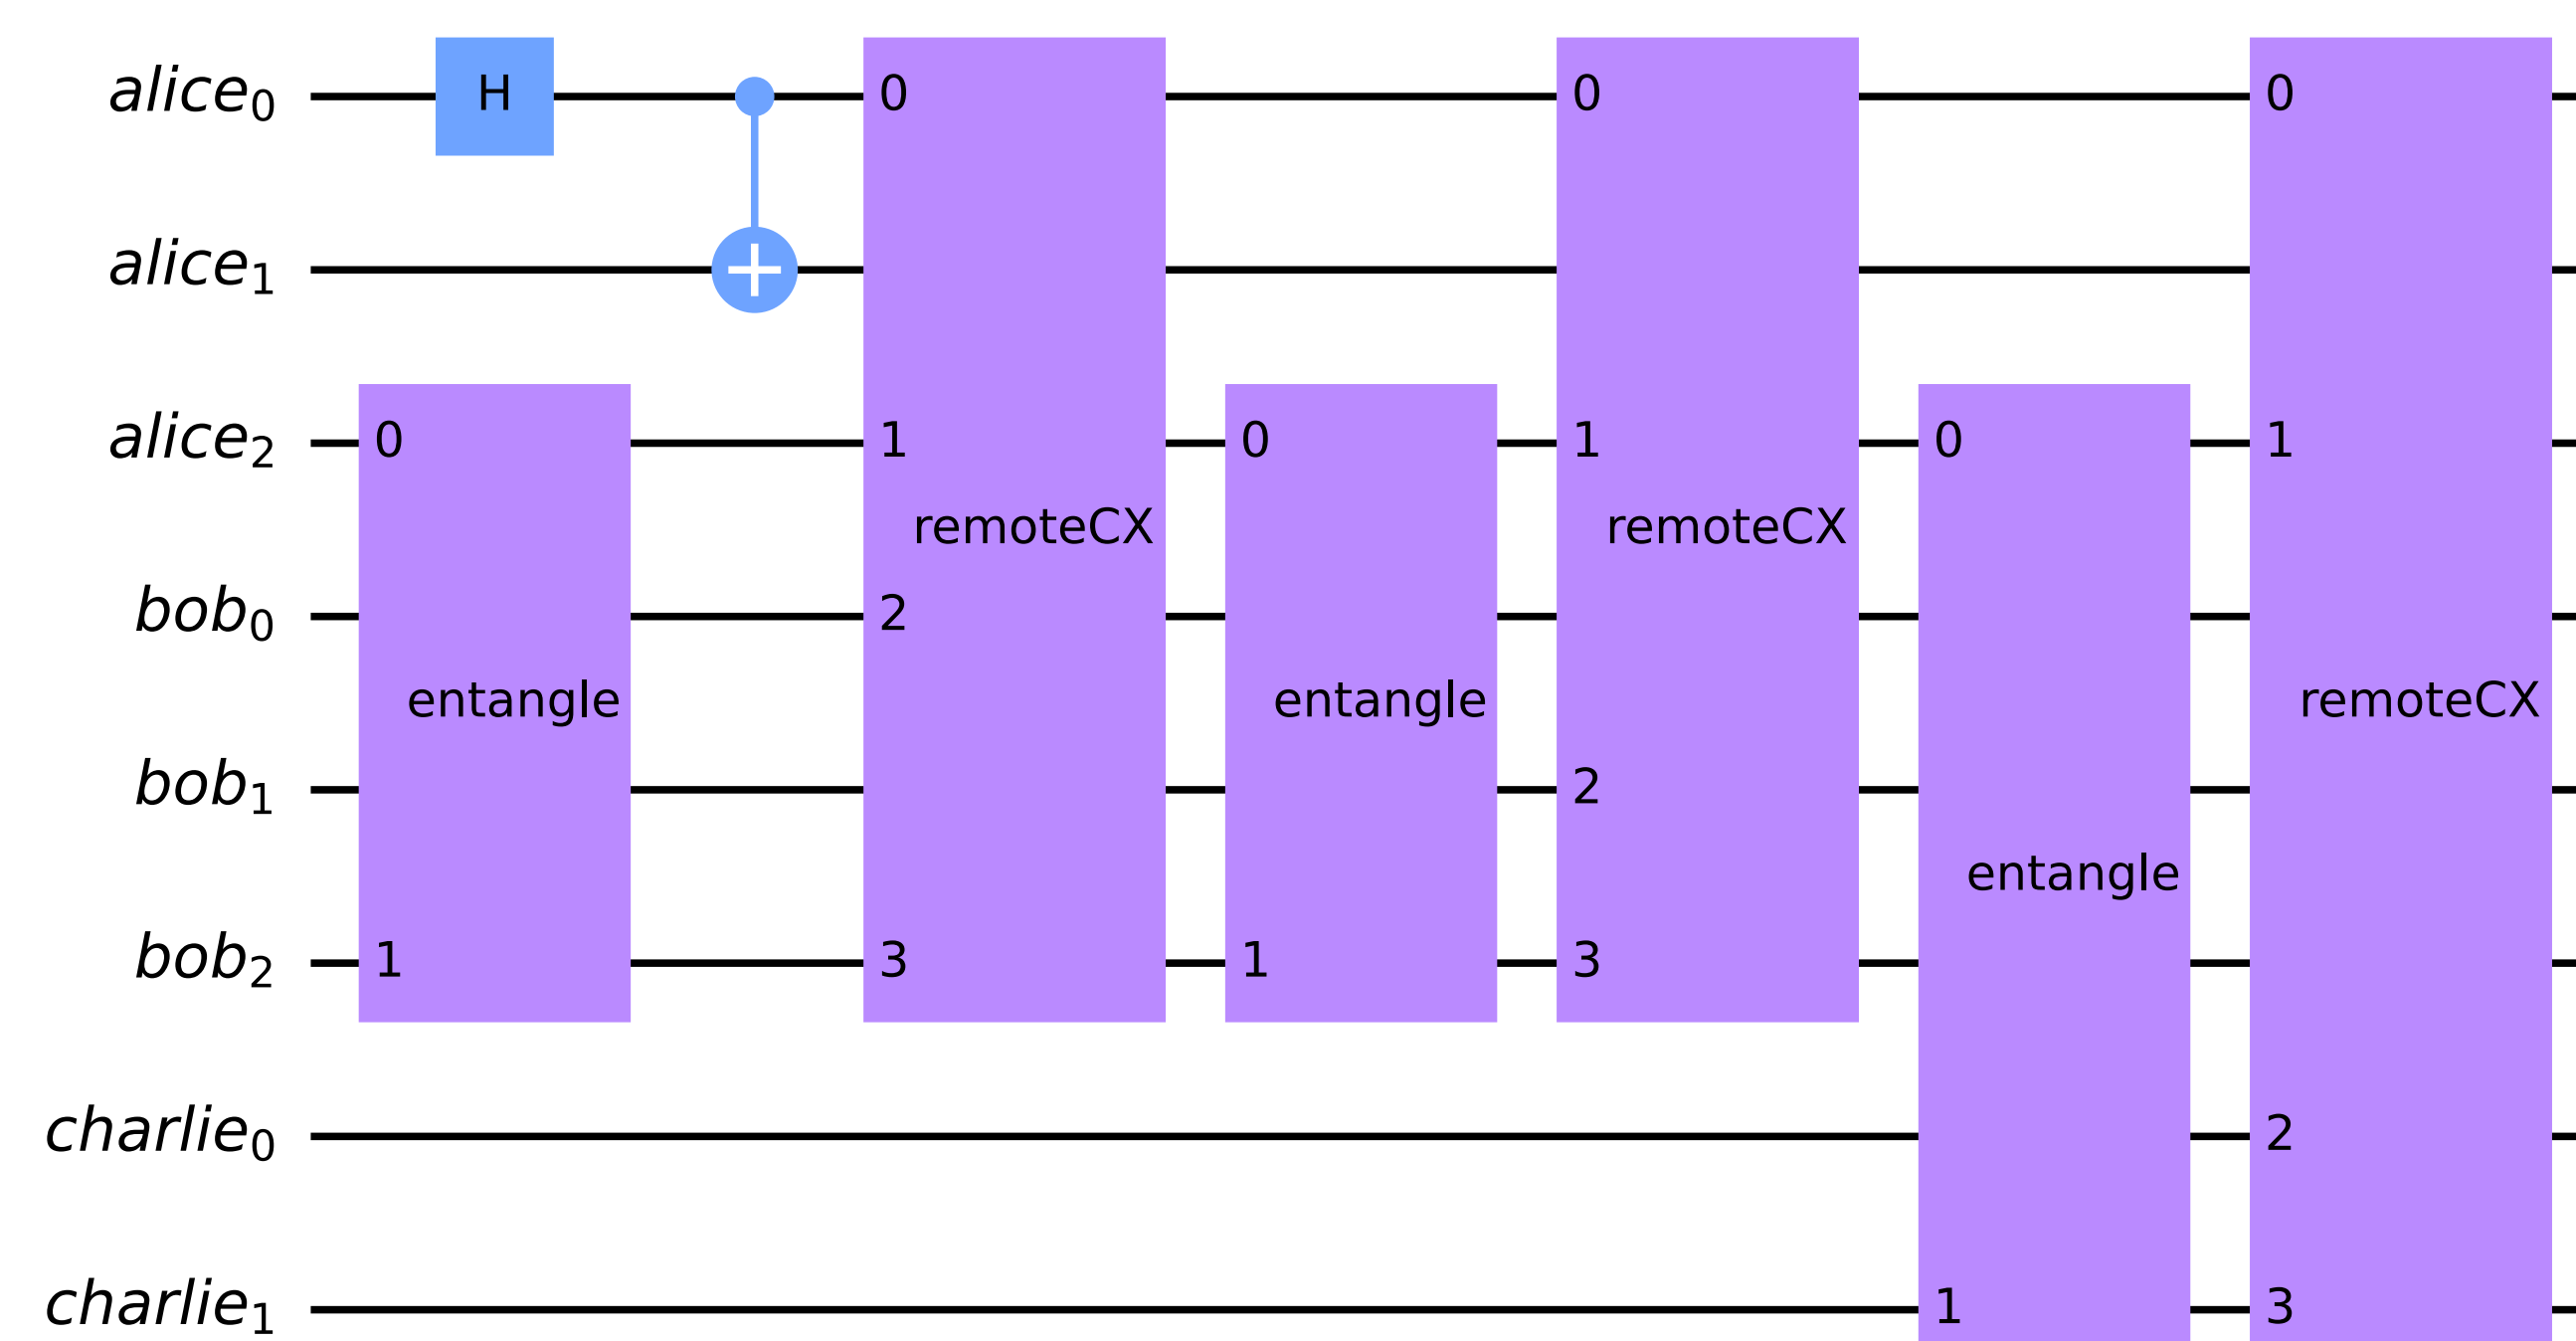 alice0 H 0 0 0
alice1
alice2 0 1 0 1 0 1
remoteCX remoteCX
bob0 2
entangle entangle remoteCX
bob1 2
entangle
bob2 1 3 1 3
charlie0 2
charlie1 1 3